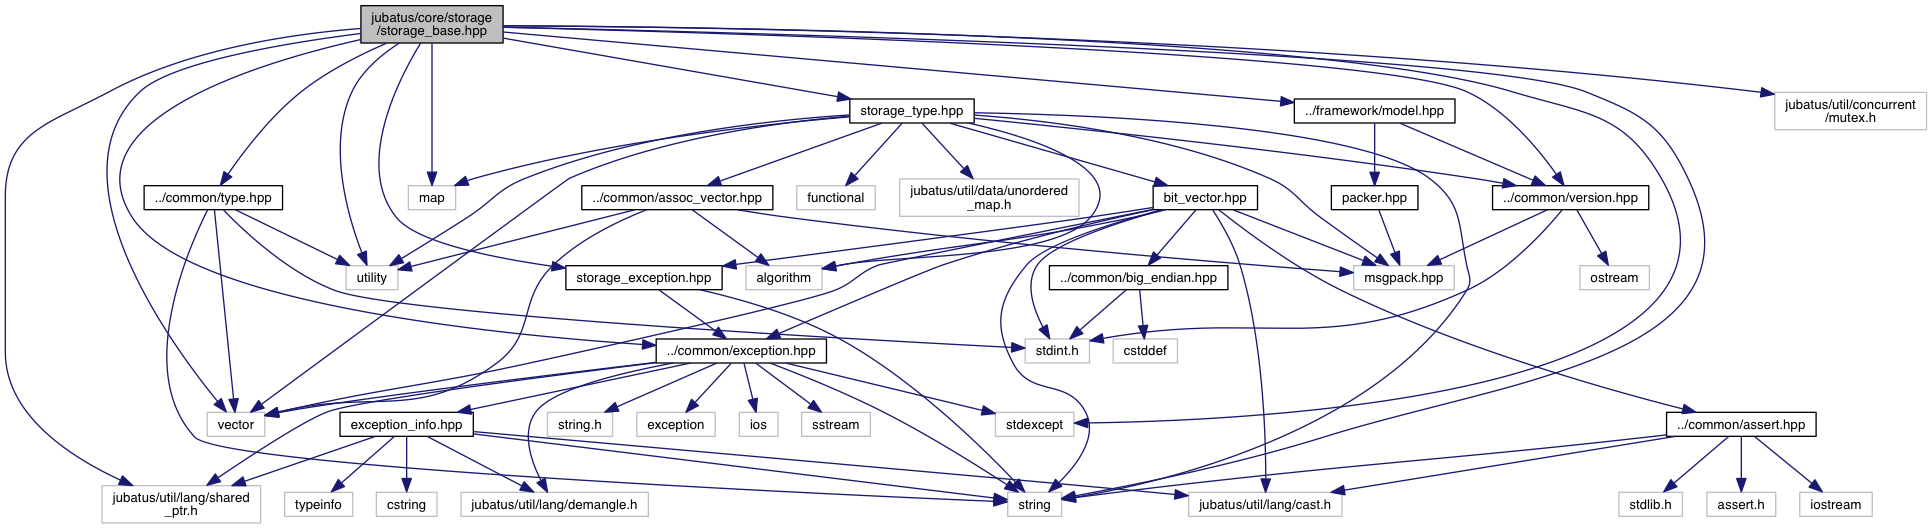 jubatus/core/storage
/storage_base.hpp
storage_type.hpp
../framework/model.hpp
jubatus/util/concurrent
/mutex.h
../common/type.hpp
map
../common/assoc_vector.hpp
functional
jubatus/util/data/unordered
_map.h
bit_vector.hpp
packer.hpp
../common/version.hpp
utility
storage_exception.hpp
algorithm
../common/big_endian.hpp
msgpack.hpp
ostream
../common/exception.hpp
stdint.h
cstddef
vector
exception_info.hpp
string.h
exception
ios
sstream
stdexcept
../common/assert.hpp
jubatus/util/lang/shared
_ptr.h
typeinfo
cstring
jubatus/util/lang/demangle.h
string
jubatus/util/lang/cast.h
stdlib.h
assert.h
iostream